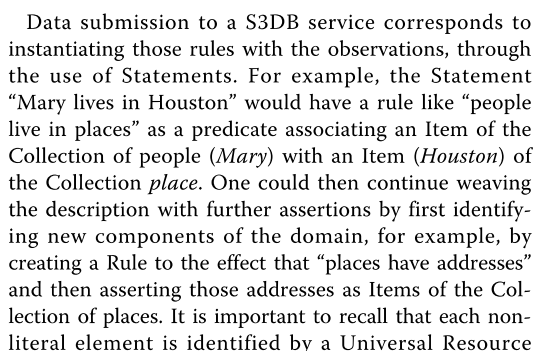 Data submission to a S3DB service corresponds to
instantiating those rules with the observations, through
the use of Statements. For example, the Statement
“Mary lives in Houston” would have a rule like “people
live in places” as a predicate associating an Item of the
Collection of people (Mary) with an Item (Houston) of
the Collection place. One could then continue weaving
the description with further assertions by first identify-
ing new components of the domain, for example, by
creating a Rule to the effect that “places have addresses”
and then asserting those addresses as Items of the Col-
lection of places. It is important to recall that each non-
literal element is identified by a Universal Resource